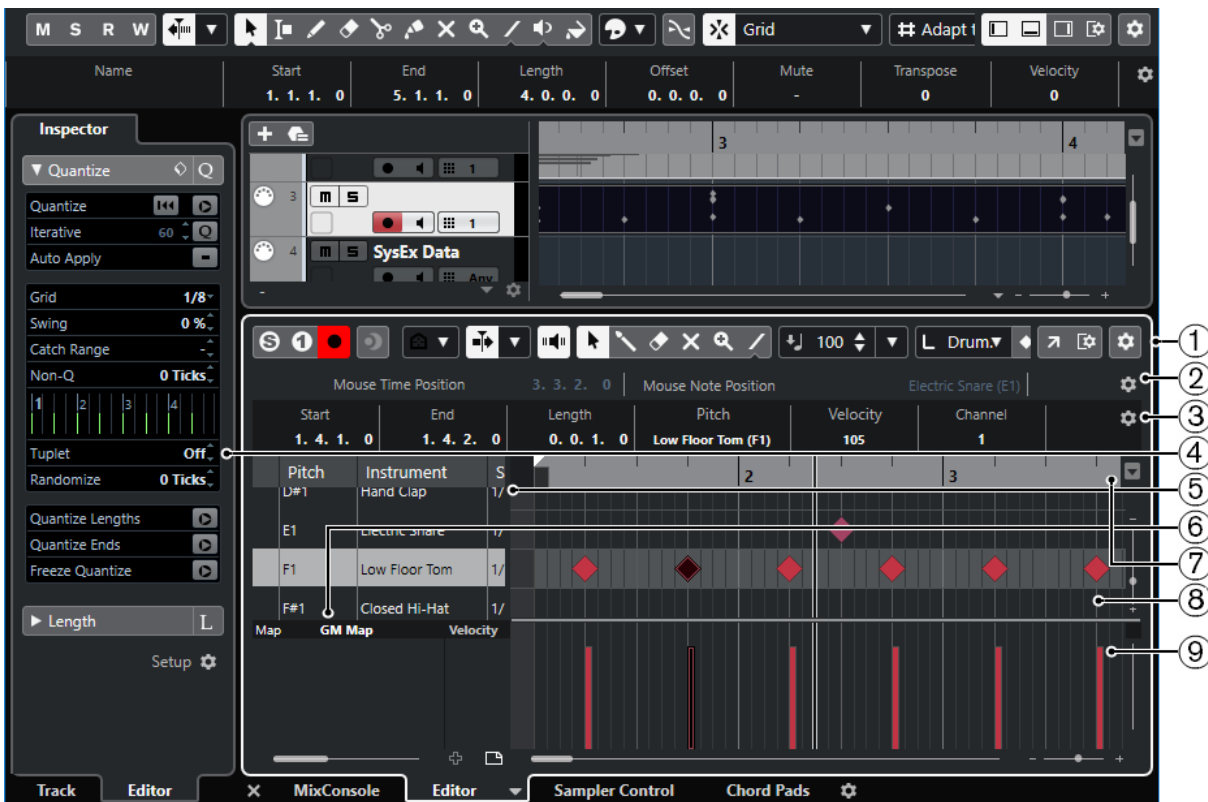 M S R W Grid Adapt t
Name Start End Length Offset Mute Transpose Velocity
1. 1. 1. 0 5. 1. 1. 0 4. 0. 0. 0 0. 0. 0. 0 - 0 0
Inspector
Quantize Q
Quantize
Iterative 60 Q
Auto Apply
Grid 1/8
Swing 0 %
Catch Range -
Non-Q 0 Ticks
1 2 3 4
Tuplet Off
Randomize 0 Ticks
Quantize Lengths
Quantize Ends
Freeze Quantize
Length L
Setup
3 4
1
3 m S
1
4 m S SysEx Data
Any
S 1 100 L Drum. 1
Mouse Time Position 3. 3. 2. 0 Mouse Note Position Electric Snare (E1) 2
Start End Length Pitch Velocity Channel 3
1. 4. 1. 0 1. 4. 2. 0 0. 0. 1. 0 Low Floor Tom (F1) 105 1
4
Pitch Instrument S 2 3
D#1 Hand Clap 1/ 5
E1 Electric Snare 1/ 6
F1 Low Floor Tom 1/ 7
F#1 Closed Hi-Hat 1/ 8
Map GM Map Velocity
9
Track Editor MixConsole Editor Sampler Control Chord Pads